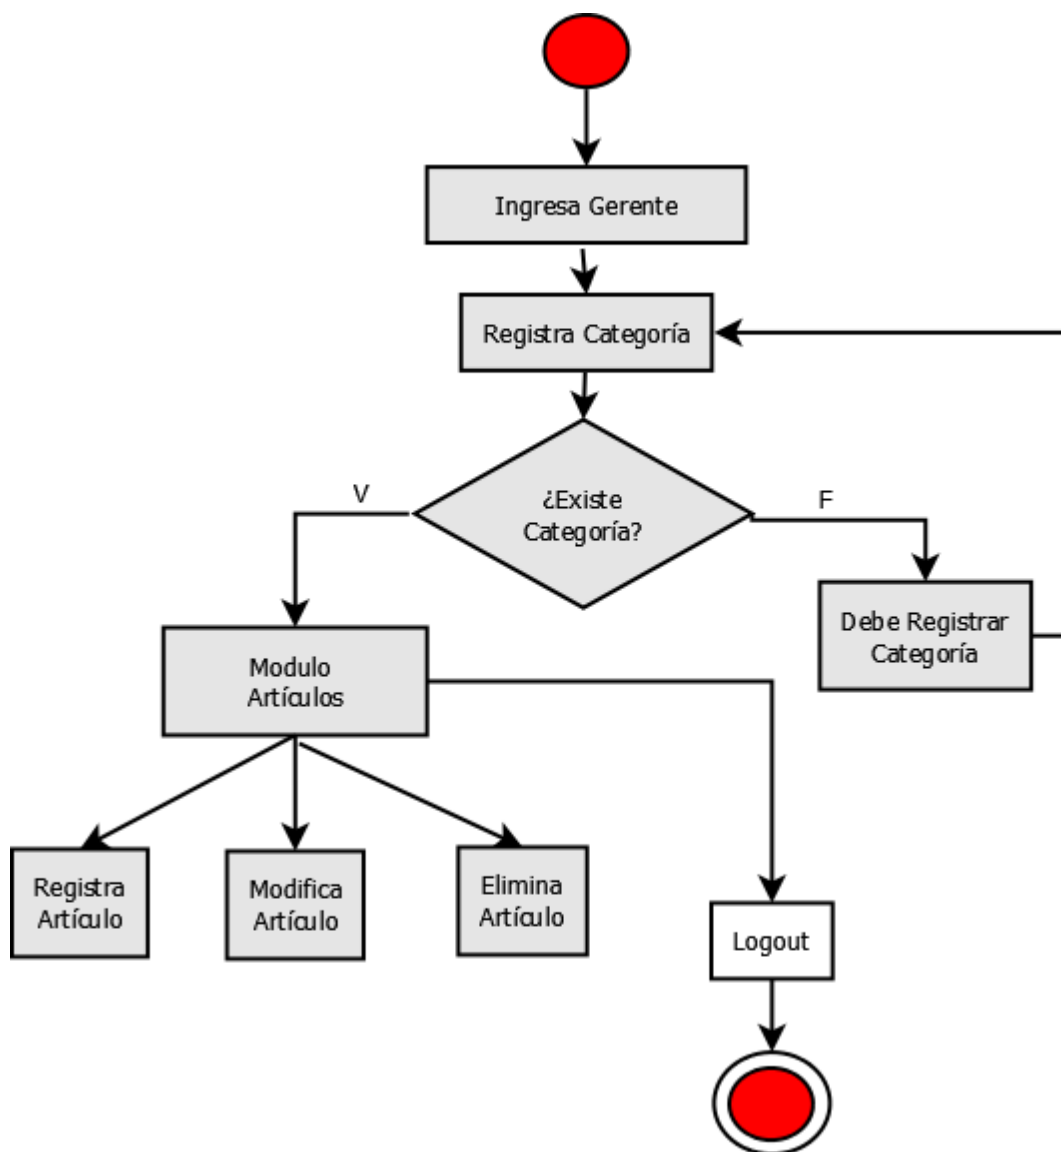 Ingresa Gerente
Registra Categoría
¿Existe
Categoría?
V
F
Debe Registrar
Categoría
Modulo
Artículos
Registra
Artículo
Modifica
Artículo
Elimina
Artículo
Logout